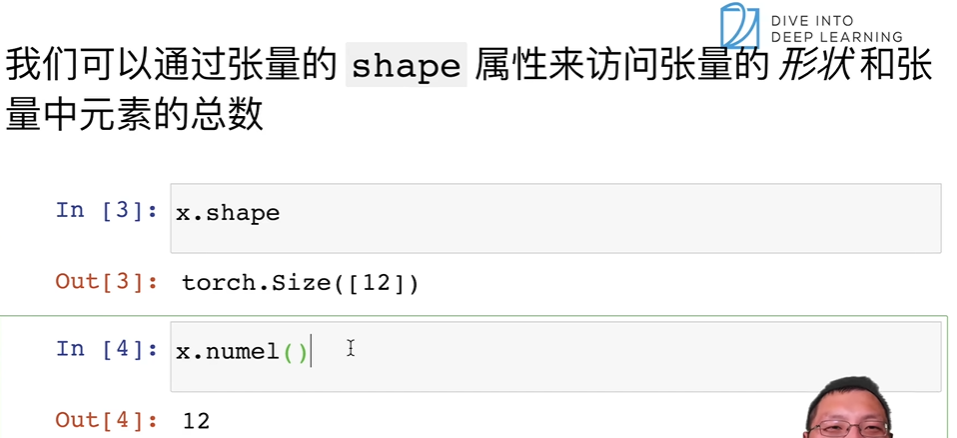 DIVE INTO
DEEP LEARNING
我们可以通过张量的 shape 属性来访问张量的 形状 和张
量中元素的总数
In [3]: x.shape
Out[3]: torch.Size([12])
In [4]: x.numel()
Out[4]: 12